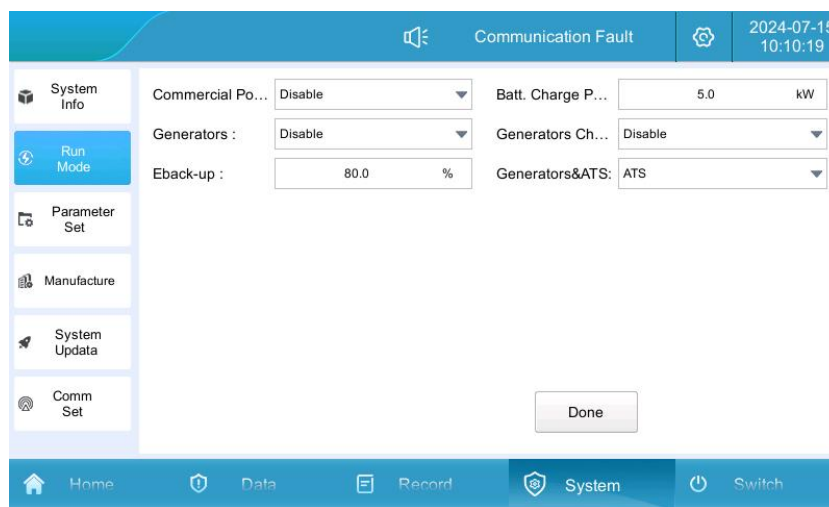 Communication Fault
2024-07-15
10:10:19
System
Info
Run
Mode
Parameter
Set
Manufacture
System
Updata
Comm
Set
Commercial Po... Disable
Batt. Charge P... 5.0 kW
Generators : Disable
Generators Ch... Disable
Eback-up : 80.0 %
Generators&ATS: ATS
Done
Home
Data
Record
System
Switch